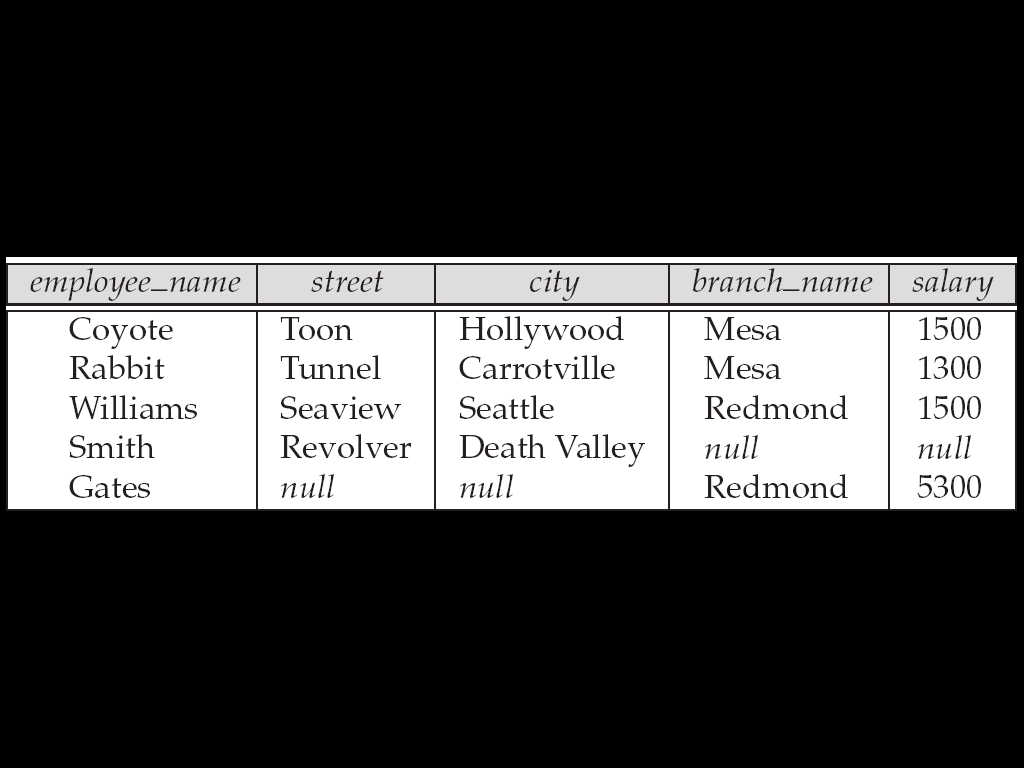 employee_name street city branch_name salary
Coyote Toon Hollywood Mesa 1500
Rabbit Tunnel Carrotville Mesa 1300
Williams Seaview Seattle Redmond 1500
Smith Revolver Death Valley null null
Gates null null Redmond 5300